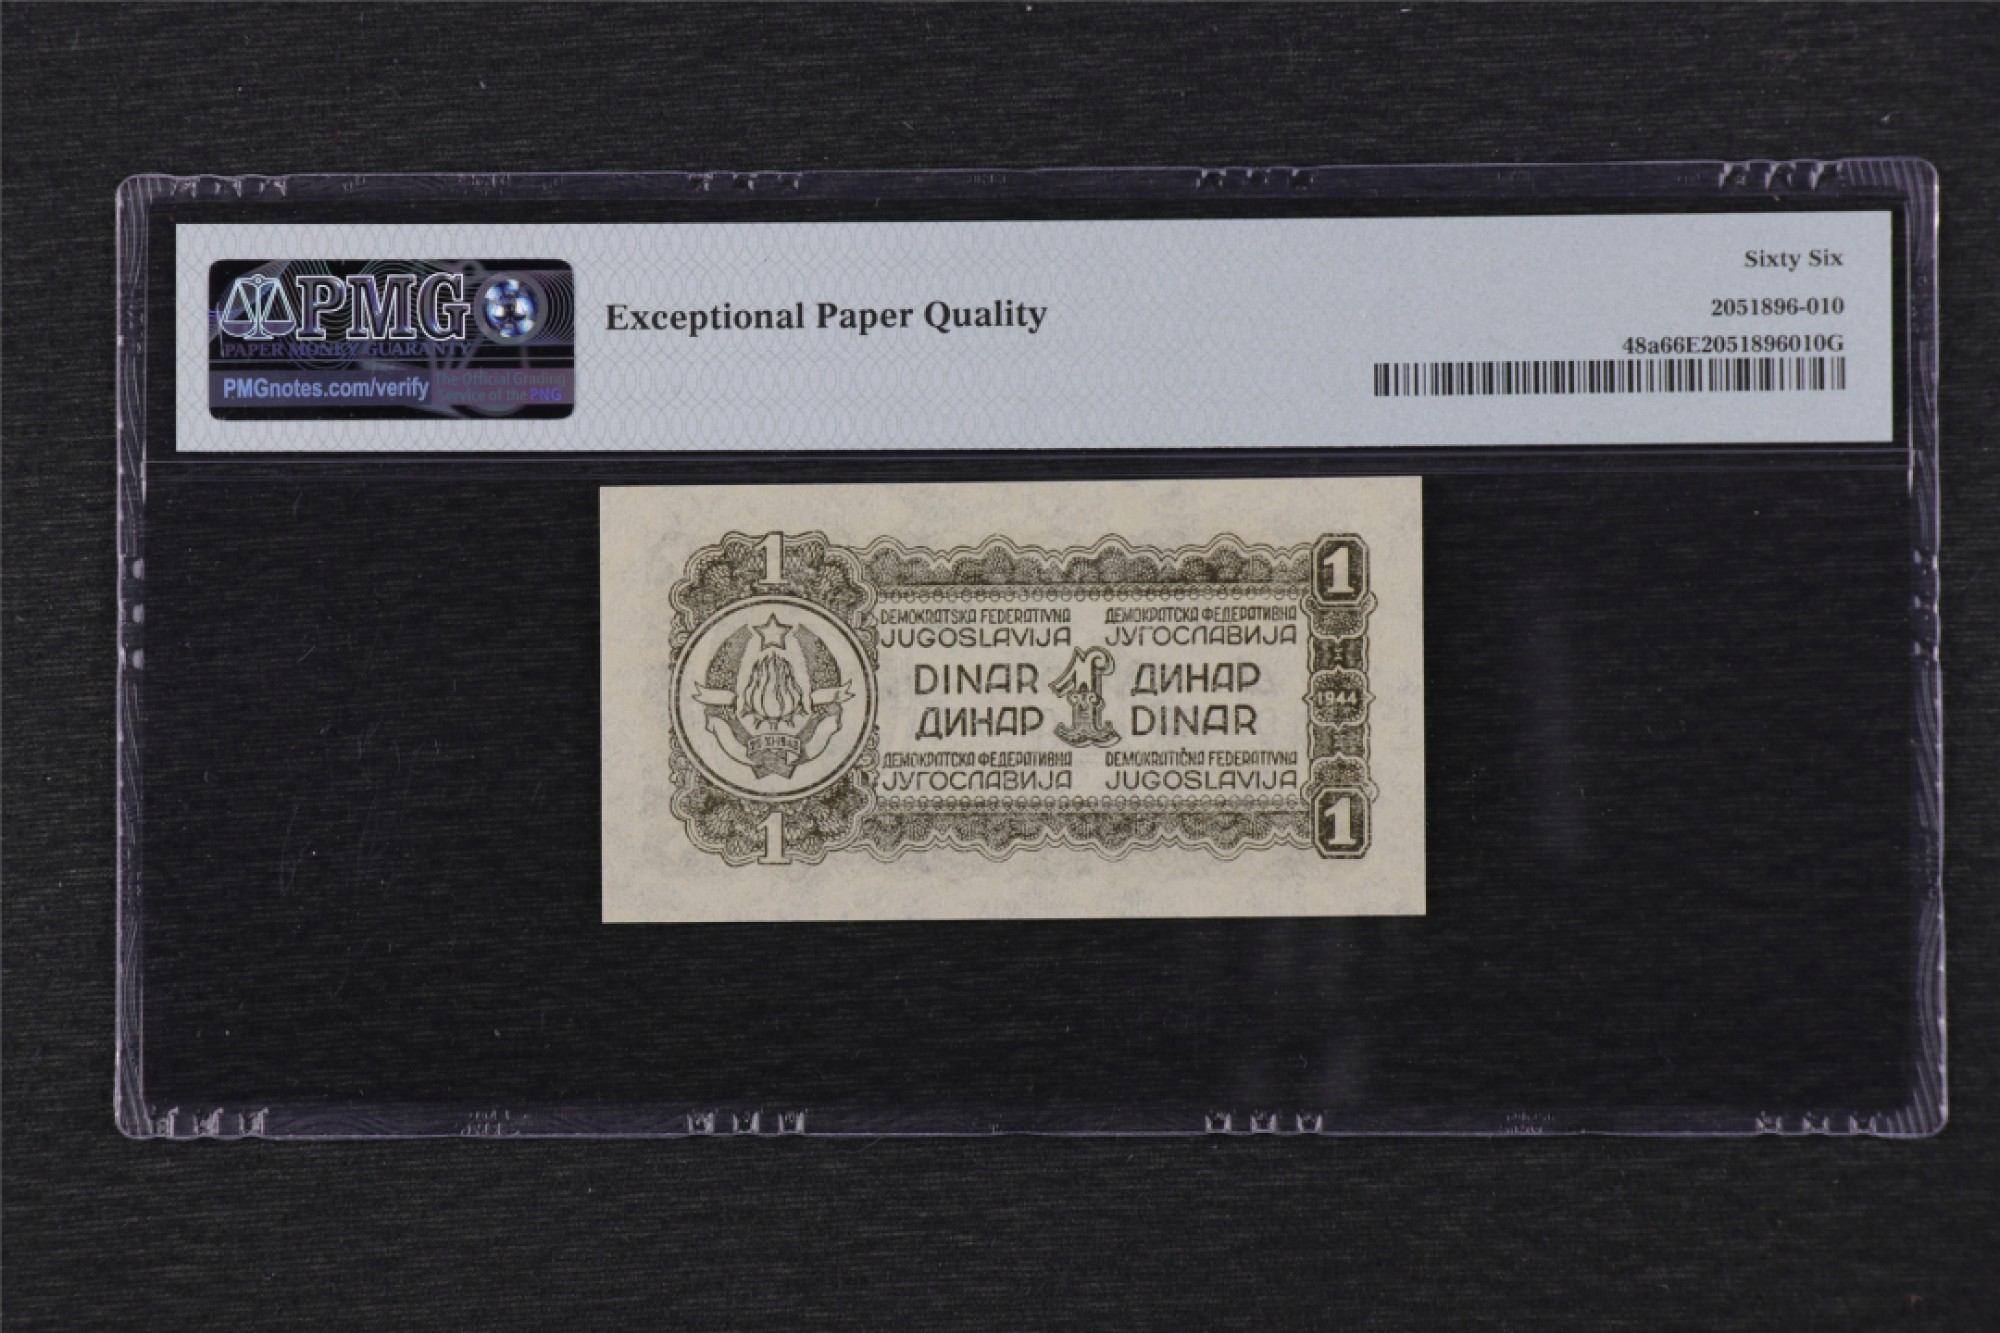 PMG
PAPER MONEY GUARANTY
PMGnotes.com/verify
The Official Grading
Service of the PNG
Exceptional Paper Quality
Sixty Six
2051896-010
48a66E2051896010G
1
1
DEMOKRATSKA FEDERATIVNA
JUGOSLAVIJA
ДЕМОКРАТСКА ФЕДЕРАТИВНА
ЈУГОСЛАВИЈА
DINAR 1 ДИНАР
ДИНАР DINAR
1944
ДЕМОКРАТСКА ФЕДЕРАТИВНА
ЈУГОСЛАВИЈА
DEMOKRATIČNA FEDERATIVNA
JUGOSLAVIJA
1
1